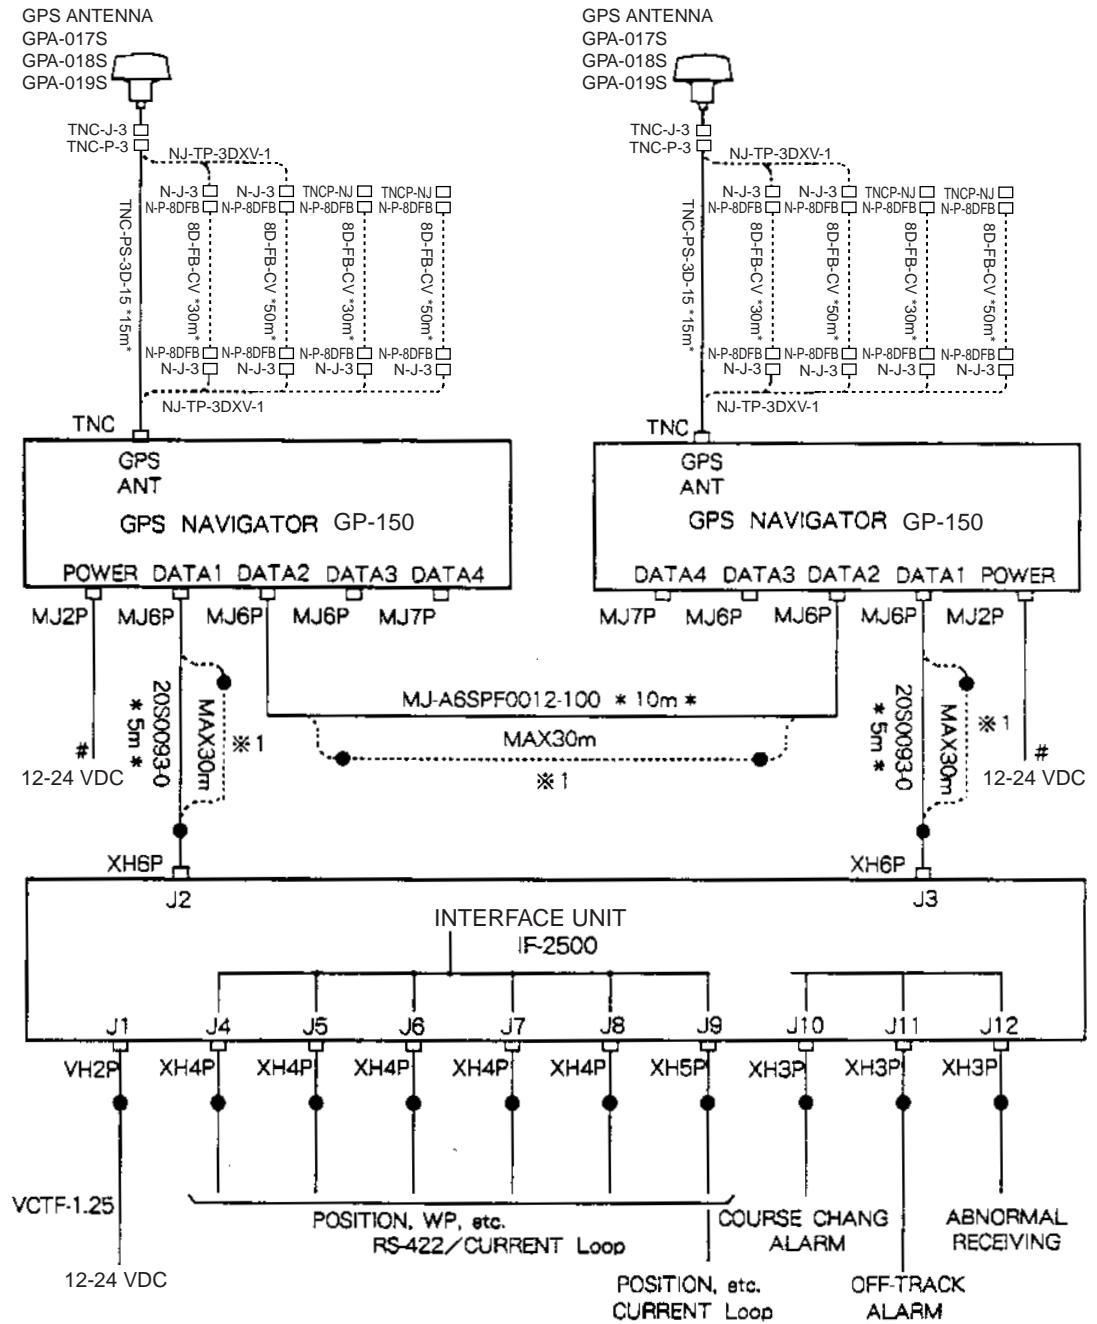 GPS ANTENNA
GPA-017S
GPA-018S
GPA-019S
TNC-J-3
TNC-P-3
NJ-TP-3DXV-1
N-J-3 N-J-3 TNCP-NJ TNCP-NJ
N-P-8DFB N-P-8DFB N-P-8DFB N-P-8DFB
TNC-PS-3D-15 *15m*
8D-FB-CV *30m*
8D-FB-CV *50m*
8D-FB-CV *30m*
8D-FB-CV *50m*
N-P-8DFB N-P-8DFB N-P-8DFB N-P-8DFB
N-J-3 N-J-3 N-J-3 N-J-3
NJ-TP-3DXV-1
TNC
GPS
ANT
GPS NAVIGATOR GP-150
POWER DATA1 DATA2 DATA3 DATA4
MJ2P MJ6P MJ6P MJ6P MJ7P
GPS ANTENNA
GPA-017S
GPA-018S
GPA-019S
TNC-J-3
TNC-P-3
NJ-TP-3DXV-1
N-J-3 N-J-3 TNCP-NJ TNCP-NJ
N-P-8DFB N-P-8DFB N-P-8DFB N-P-8DFB
TNC-PS-3D-15 *15m*
8D-FB-CV *30m*
8D-FB-CV *50m*
8D-FB-CV *30m*
8D-FB-CV *50m*
N-P-8DFB N-P-8DFB N-P-8DFB N-P-8DFB
N-J-3 N-J-3 N-J-3 N-J-3
NJ-TP-3DXV-1
TNC
GPS
ANT
GPS NAVIGATOR GP-150
DATA4 DATA3 DATA2 DATA1 POWER
MJ7P MJ6P MJ6P MJ6P MJ2P
#
12-24 VDC
20S0093-0
* 5m *
MAX30m
※1
MJ-A6SPF0012-100 * 10m *
MAX30m
※1
20S0093-0
* 5m *
MAX30m
※1
#
12-24 VDC
XH6P XH6P
J2 J3
INTERFACE UNIT
IF-2500
J1 J4 J5 J6 J7 J8 J9 J10 J11 J12
VH2P XH4P XH4P XH4P XH4P XH4P XH5P XH3P XH3P XH3P
VCTF-1.25
12-24 VDC
POSITION, WP, etc.
RS-422/CURRENT Loop
POSITION, etc.
CURRENT Loop
COURSE CHANG
ALARM
OFF-TRACK
ALARM
ABNORMAL
RECEIVING